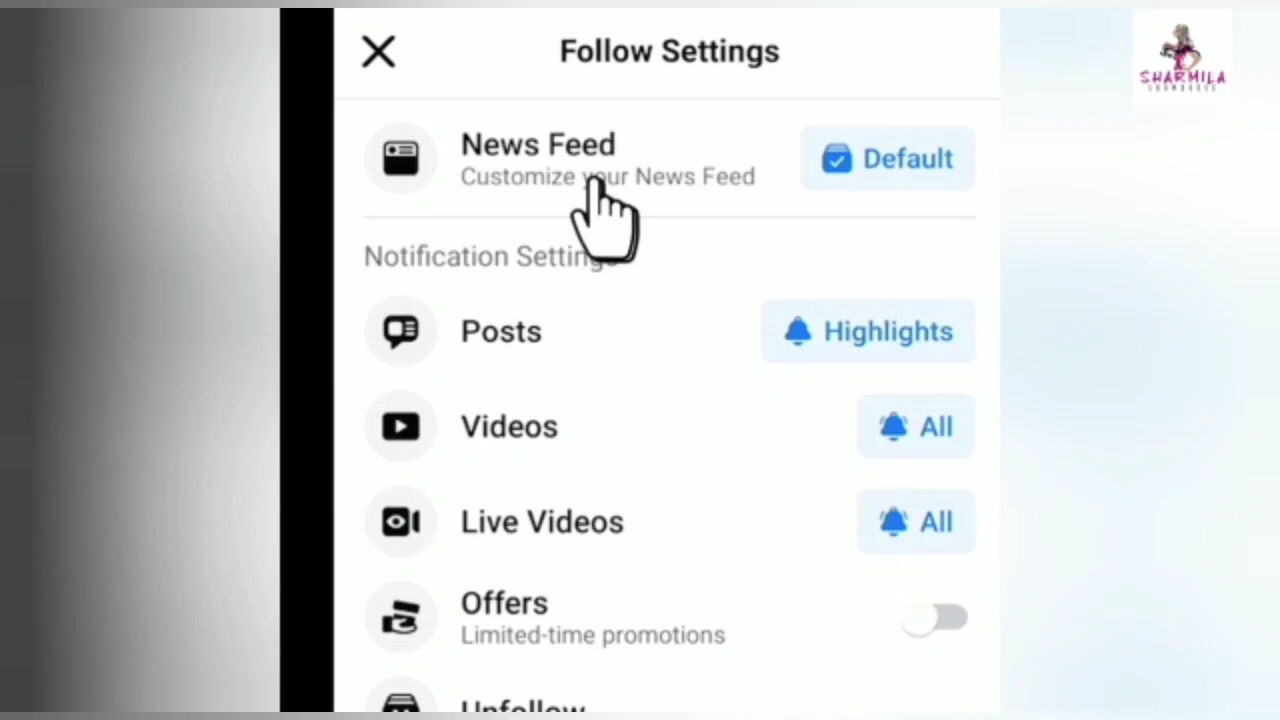 Follow Settings
SHARMILA
News Feed
Customize your News Feed
Default
Notification Settings
Posts
Highlights
Videos
All
Live Videos
All
Offers
Limited-time promotions
Unfollow